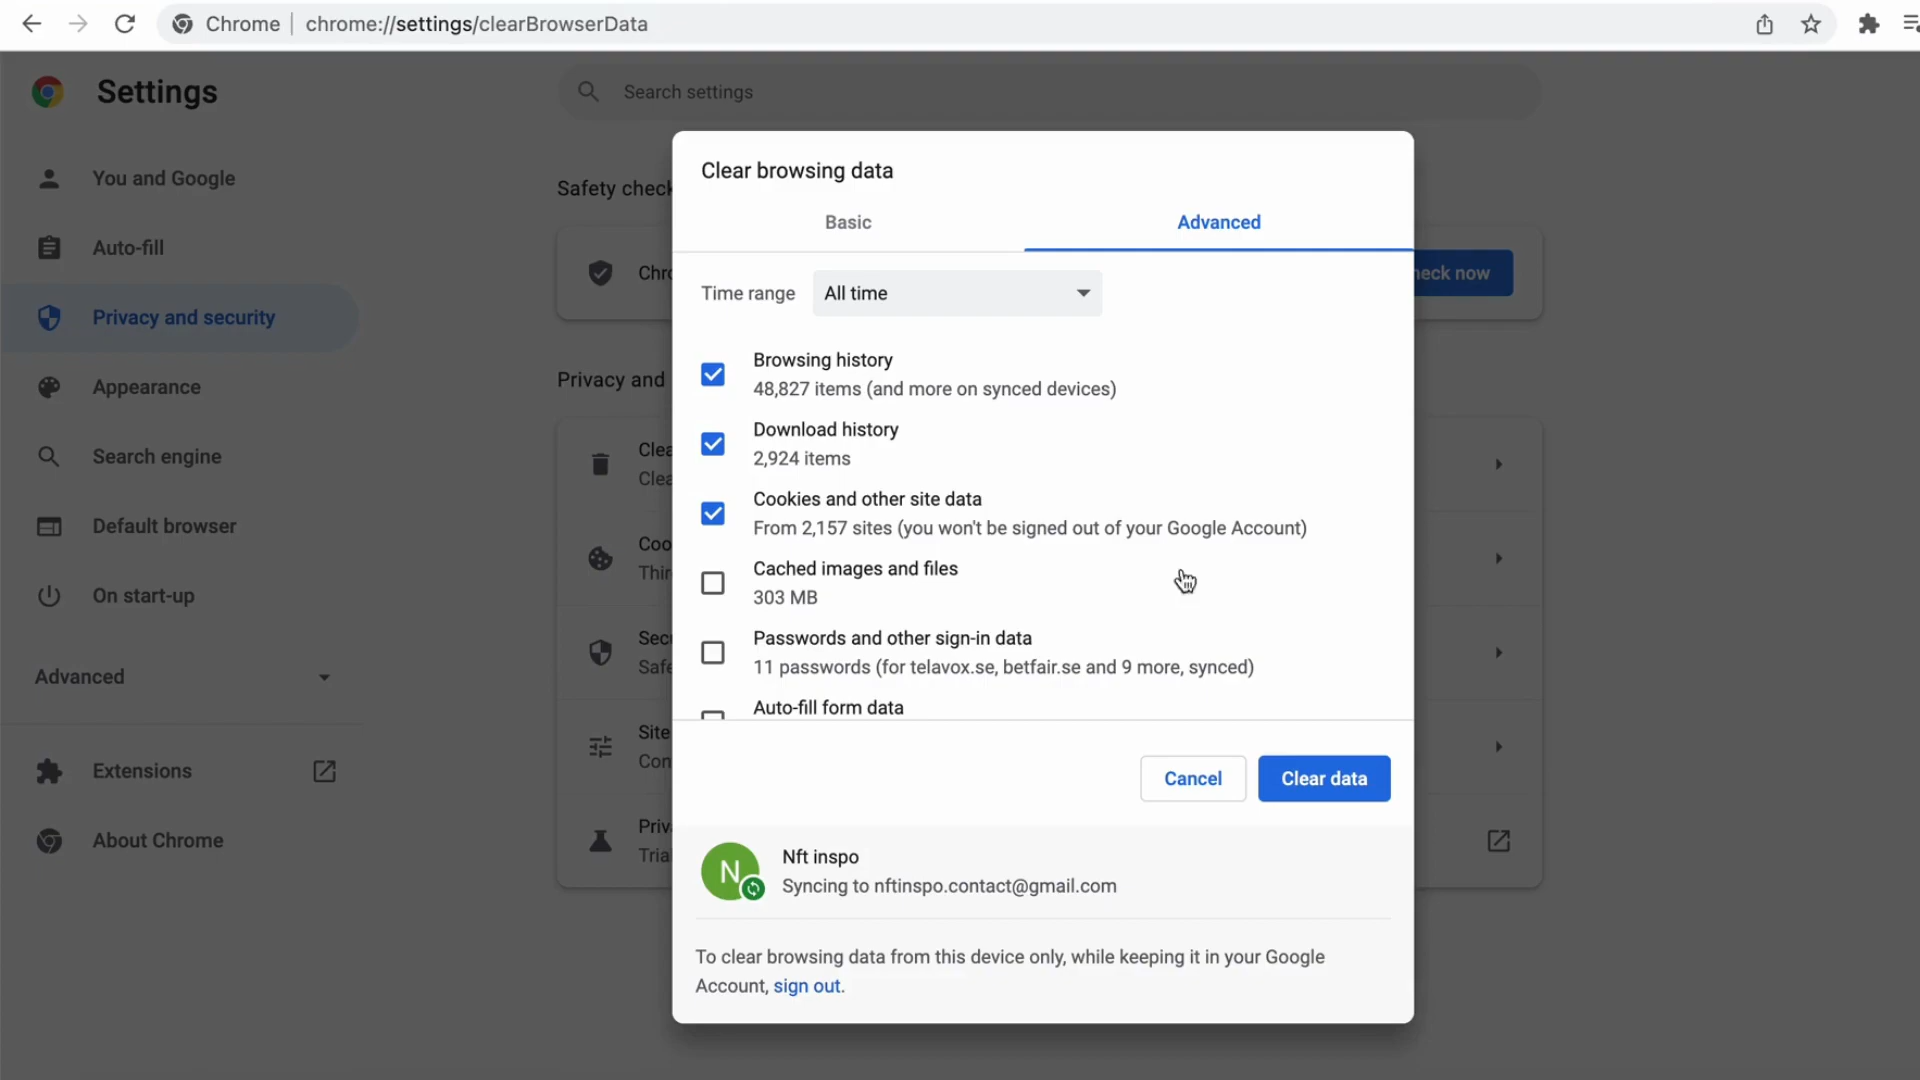 Chrome | chrome://settings/clearBrowserData
Settings
Search settings
You and Google
Auto-fill
Privacy and security
Appearance
Search engine
Default browser
On start-up
Advanced
Extensions
About Chrome
Safety check
Chro
heck now
Privacy and
Clea
Clea
Coo
Thir
Secu
Safe
Site
Con
Priva
Tria
Clear browsing data
Basic
Advanced
Time range
All time
Browsing history
48,827 items (and more on synced devices)
Download history
2,924 items
Cookies and other site data
From 2,157 sites (you won't be signed out of your Google Account)
Cached images and files
303 MB
Passwords and other sign-in data
11 passwords (for telavox.se, betfair.se and 9 more, synced)
Auto-fill form data
Cancel
Clear data
N
Nft inspo
Syncing to nftinspo.contact@gmail.com
To clear browsing data from this device only, while keeping it in your Google
Account, sign out.